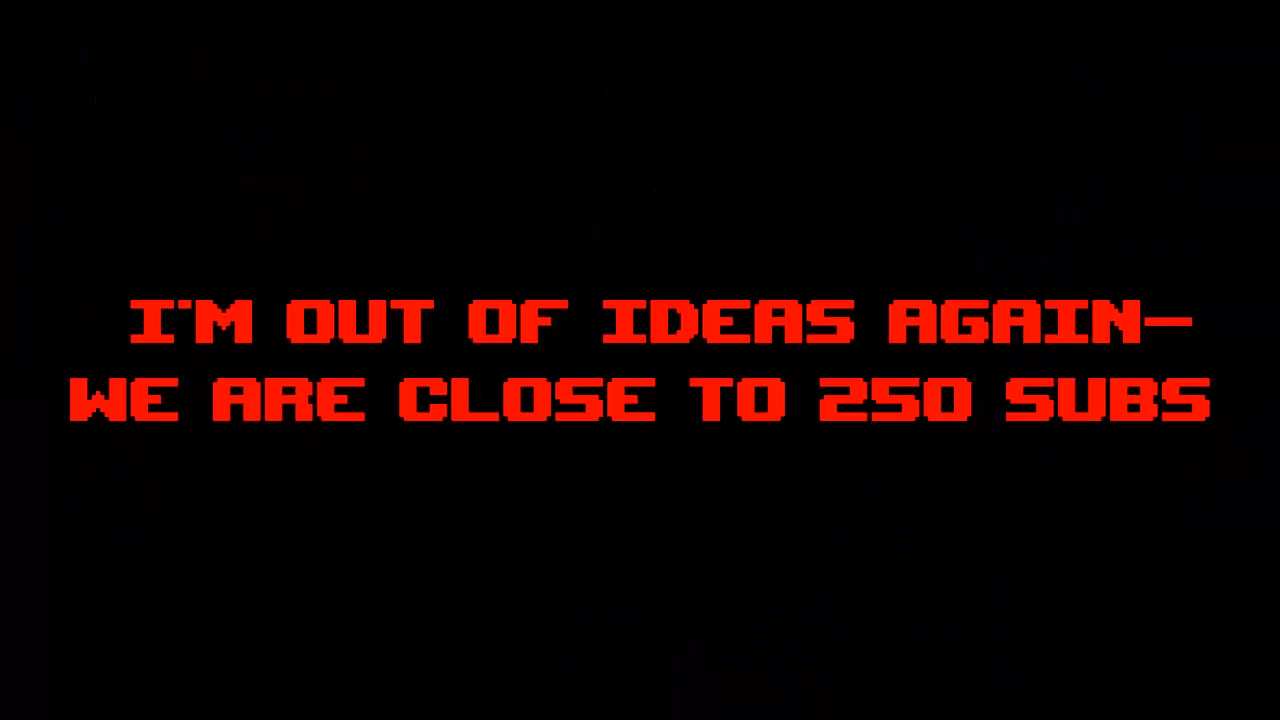 I'M OUT OF IDEAS AGAIN—
WE ARE CLOSE TO 250 SUBS